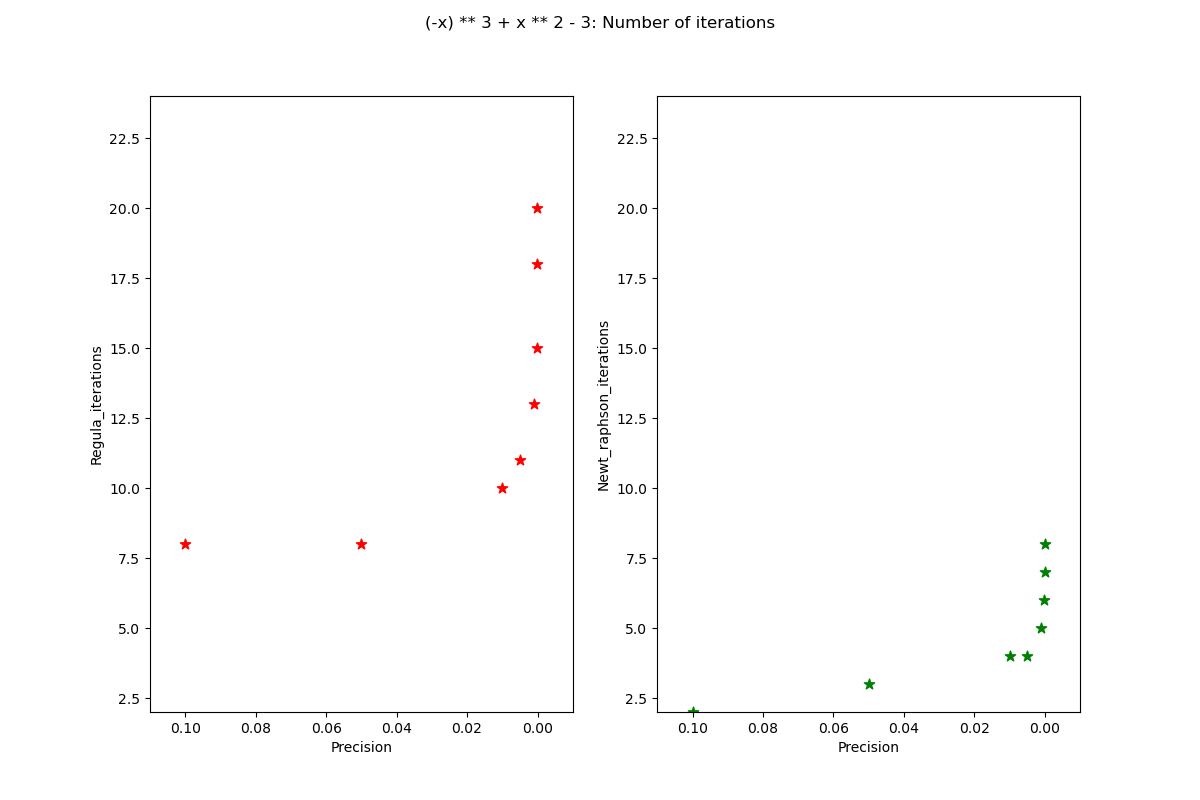 (-x) ** 3 + x ** 2 - 3: Number of iterations
Regula_iterations
22.5
20.0
17.5
15.0
12.5
10.0
7.5
5.0
2.5
0.10 0.08 0.06 0.04 0.02 0.00
Precision
Newt_raphson_iterations
22.5
20.0
17.5
15.0
12.5
10.0
7.5
5.0
2.5
0.10 0.08 0.06 0.04 0.02 0.00
Precision